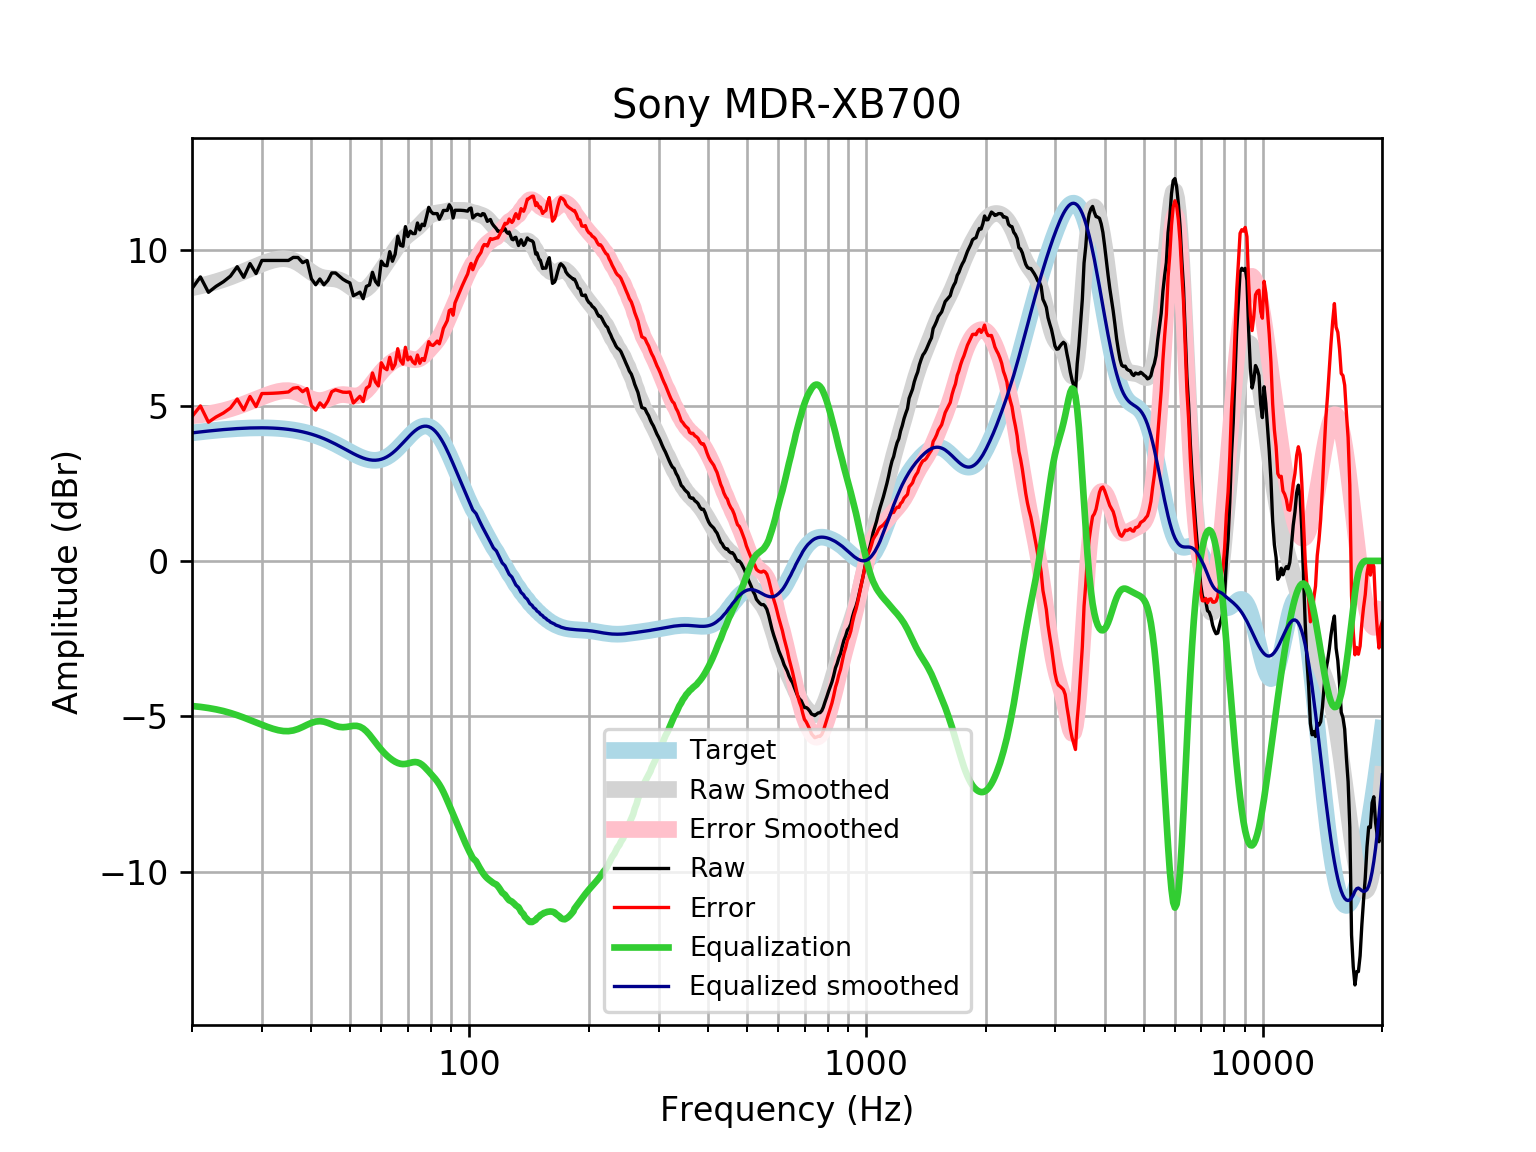 Sony MDR-XB700
Amplitude (dBr)
10
5
0
−5
−10
Target
Raw Smoothed
Error Smoothed
Raw
Error
Equalization
Equalized smoothed
100
1000
10000
Frequency (Hz)